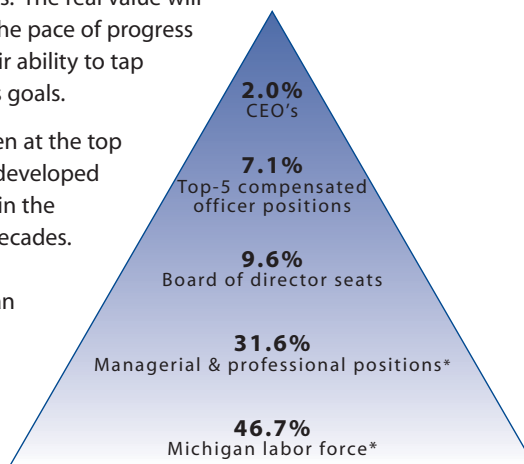 s. The real value will
he pace of progress
ir ability to tap
s goals.
en at the top
developed
in the
ecades.
an
2.0%
CEO's
7.1%
Top-5 compensated
officer positions
9.6%
Board of director seats
31.6%
Managerial & professional positions*
46.7%
Michigan labor force*